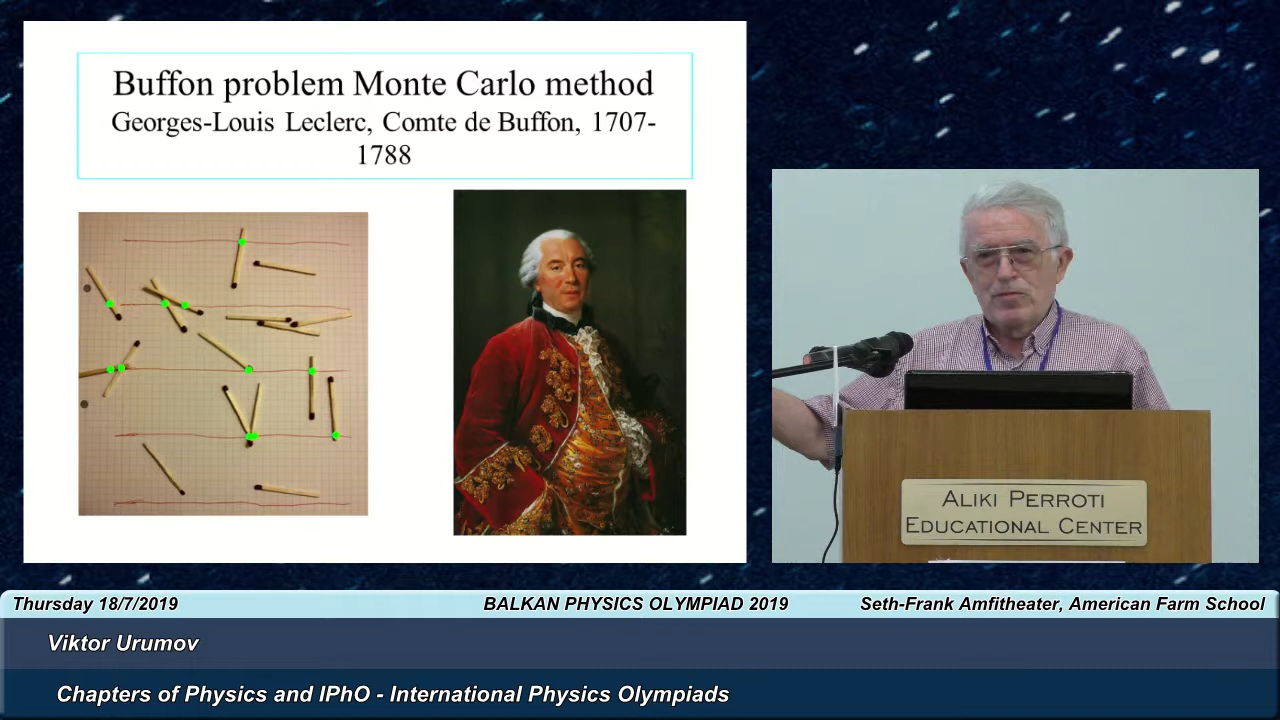 Buffon problem Monte Carlo method
Georges-Louis Leclerc, Comte de Buffon, 1707-
1788
ALIKI PERROTI
EDUCATIONAL CENTER
Thursday 18/7/2019
BALKAN PHYSICS OLYMPIAD 2019
Seth-Frank Amfitheater, American Farm School
Viktor Urumov
Chapters of Physics and IPhO - International Physics Olympiads